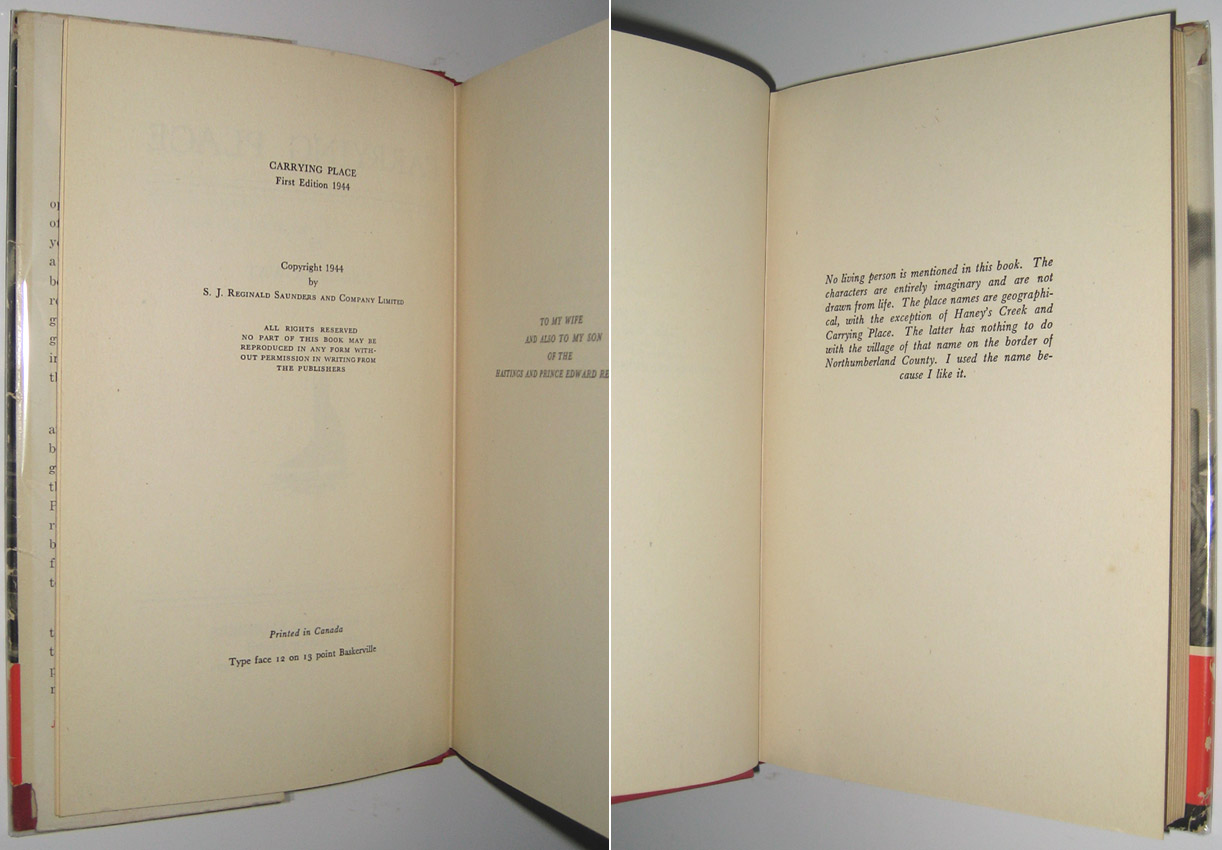 CARRYING PLACE
First Edition 1944
Copyright 1944
by
S. J. REGINALD SAUNDERS AND COMPANY LIMITED
ALL RIGHTS RESERVED
NO PART OF THIS BOOK MAY BE
REPRODUCED IN ANY FORM WITH-
OUT PERMISSION IN WRITING FROM
THE PUBLISHERS
Printed in Canada
Type face 12 on 13 point Baskerville
TO MY WIFE
AND ALSO TO MY SON
OF THE
HASTINGS AND PRINCE EDWARD RE
No living person is mentioned in this book. The
characters are entirely imaginary and are not
drawn from life. The place names are geographi-
cal, with the exception of Haney's Creek and
Carrying Place. The latter has nothing to do
with the village of that name on the border of
Northumberland County. I used the name be-
cause I like it.